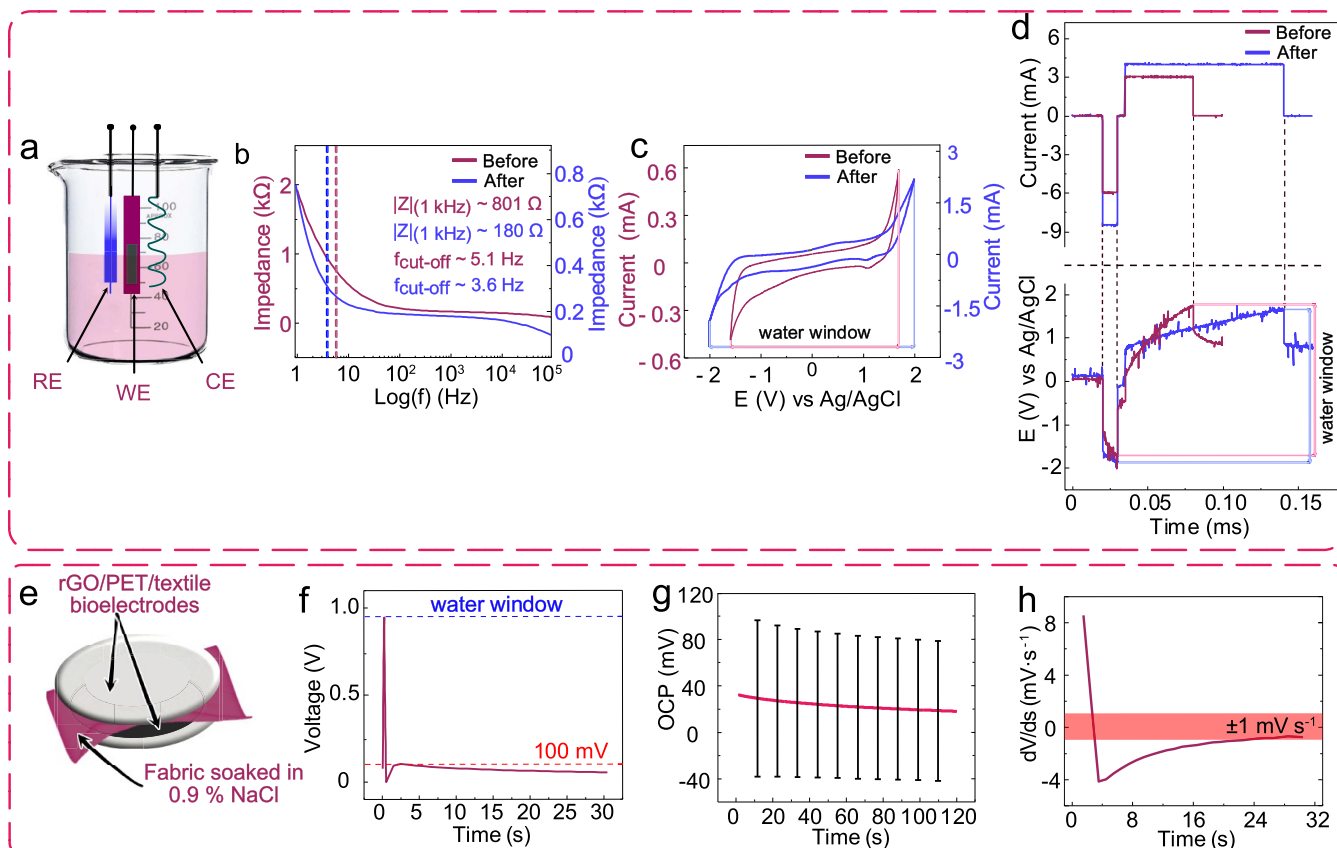 a
100
APPROX
80
60
40
20
RE
WE
CE
b
Before
After
|Z|(1 kHz) ~ 801 Ω
|Z|(1 kHz) ~ 180 Ω
fcut-off ~ 5.1 Hz
fcut-off ~ 3.6 Hz
Impedance (kΩ)
2
1
0
Impedance (kΩ)
0.8
0.6
0.4
0.2
0
1 10 10² 10³ 10⁴ 10⁵
Log(f) (Hz)
c
Before
After
Current (mA)
0.6
0.3
0
- 0.3
- 0.6
Current (mA)
3
1.5
0
-1.5
-3
water window
- 2 - 1 0 1 2
E (V) vs Ag/AgCl
d
Before
After
Current (mA)
6
3
0
-3
-6
-9
E (V) vs Ag/AgCl
2
1
0
-1
-2
water window
0 0.05 0.10 0.15
Time (ms)
e
rGO/PET/textile
bioelectrodes
Fabric soaked in
0.9 % NaCl
f
water window
100 mV
Voltage (V)
1.0
0.5
0
0 5 10 15 20 25 30
Time (s)
g
OCP (mV)
120
80
40
0
-40
0 20 40 60 80 100 120
Time (s)
h
dV/ds (mV·s⁻¹)
8
4
0
-4
±1 mV s⁻¹
0 8 16 24 32
Time (s)